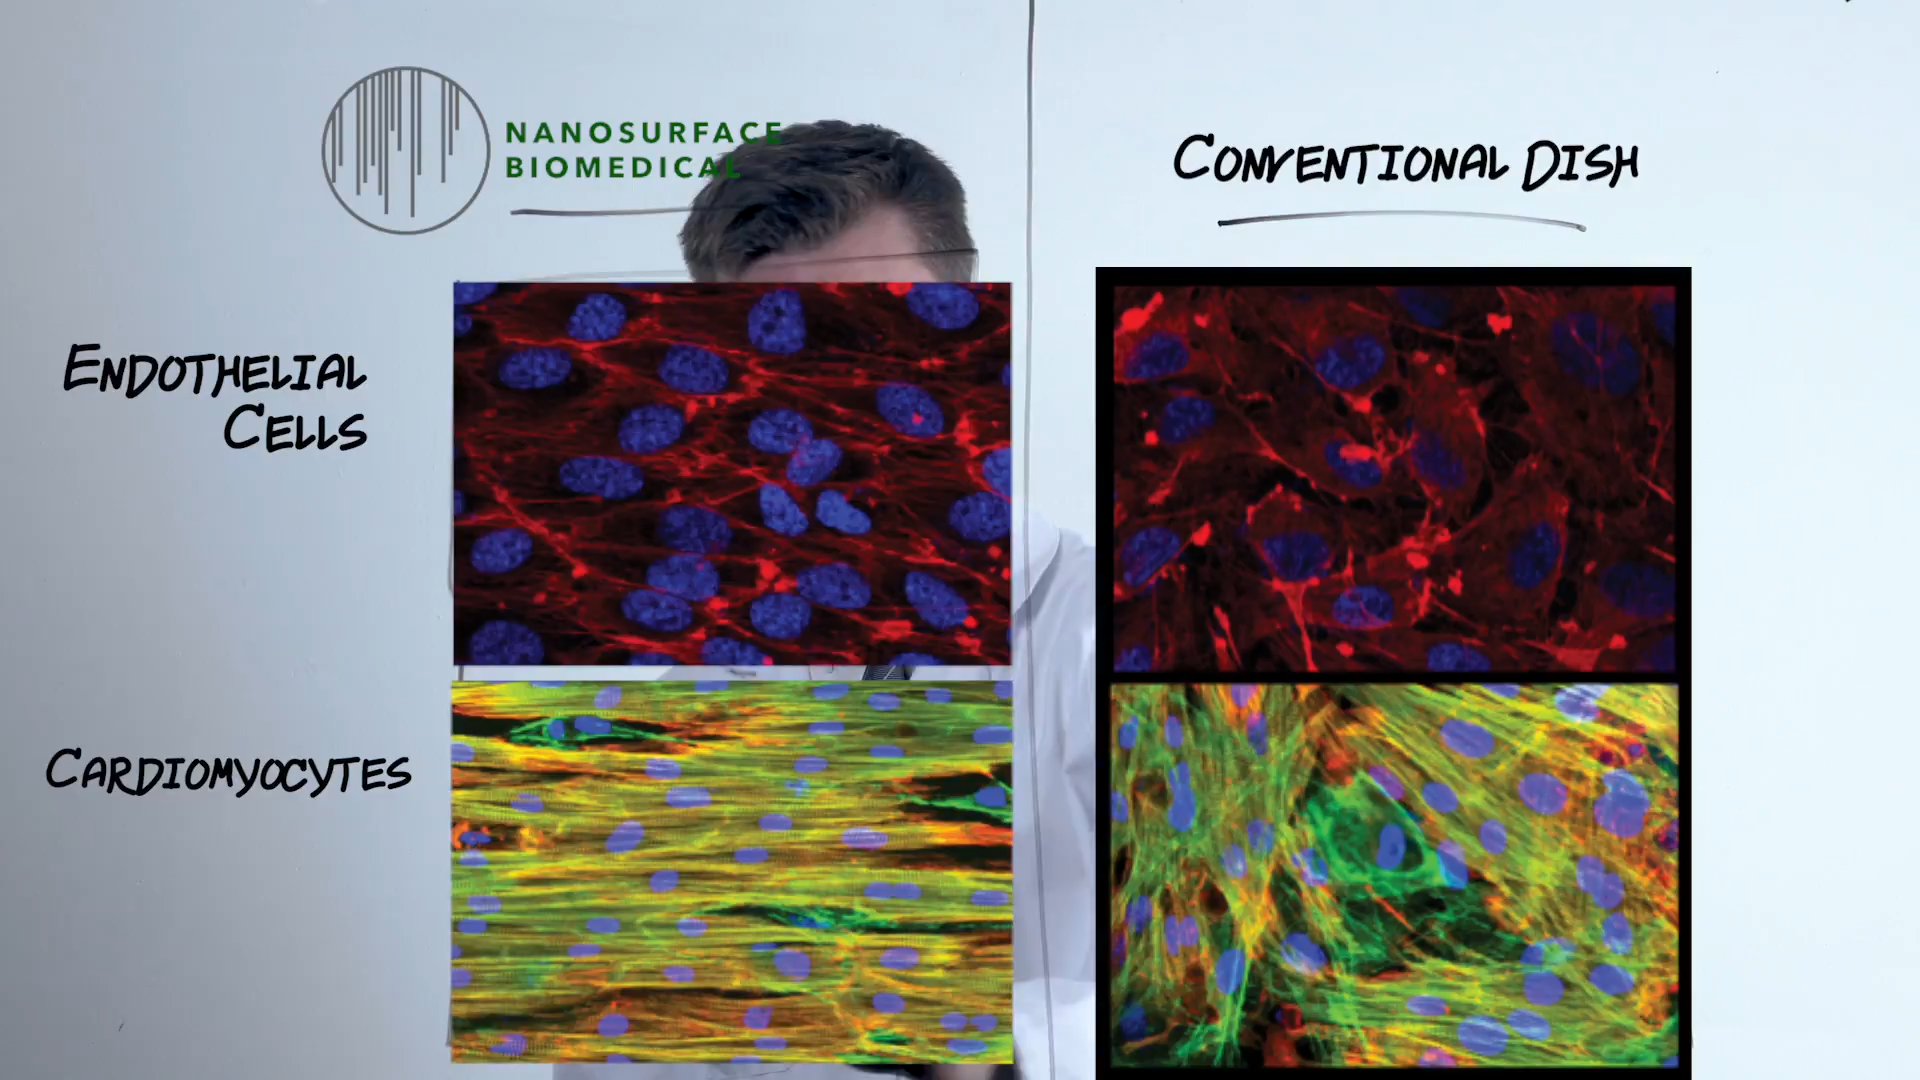 NANOSURFACE
BIOMEDICAL
CONVENTIONAL DISH
ENDOTHELIAL
CELLS
CARDIOMYOCYTES